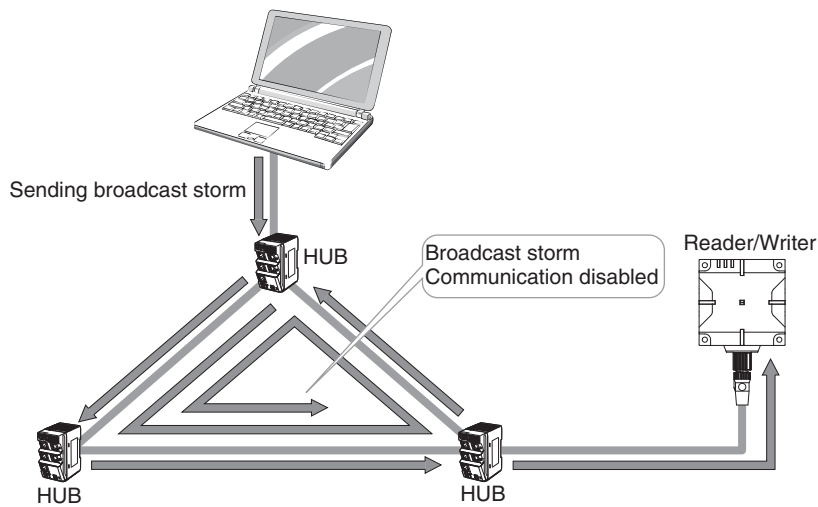 Sending broadcast storm
HUB
Broadcast storm
Communication disabled
Reader/Writer
HUB
HUB